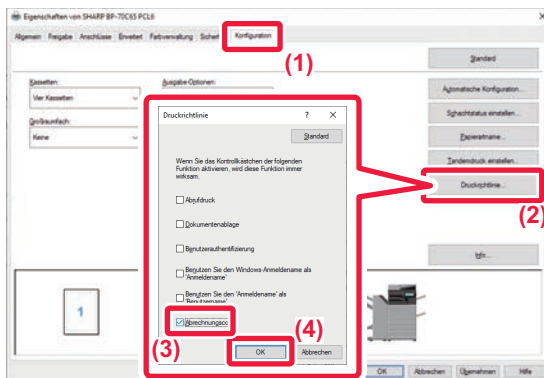 Eigenschaften von SHARP BP-70C65 PCL6
Allgemein Freigabe Anschlüsse Erweitert Farbverwaltung Sicherheit Konfiguration
(1)
Standard
Kassetten:
Ausgabe-Optionen:
Vier Kassetten
Automatische Konfiguration...
Schachtstatus einstellen...
Großraumfach:
Keine
Papierartname...
Tandemdruck einstellen...
Druckrichtlinie...
(2)
Info...
Druckrichtlinie
Standard
Wenn Sie das Kontrollkästchen der folgenden
Funktion aktivieren, wird diese Funktion immer
wirksam.
Abrufdruck
Dokumentenablage
Benutzerauthentifizierung
Benutzen Sie den Windows-Anmeldename als
'Anmeldename'
Benutzen Sie den 'Anmeldename' als
'Benutzername'
Abrechnungsco
(3)
(4)
OK Abbrechen
1
OK Abbrechen Übernehmen Hilfe